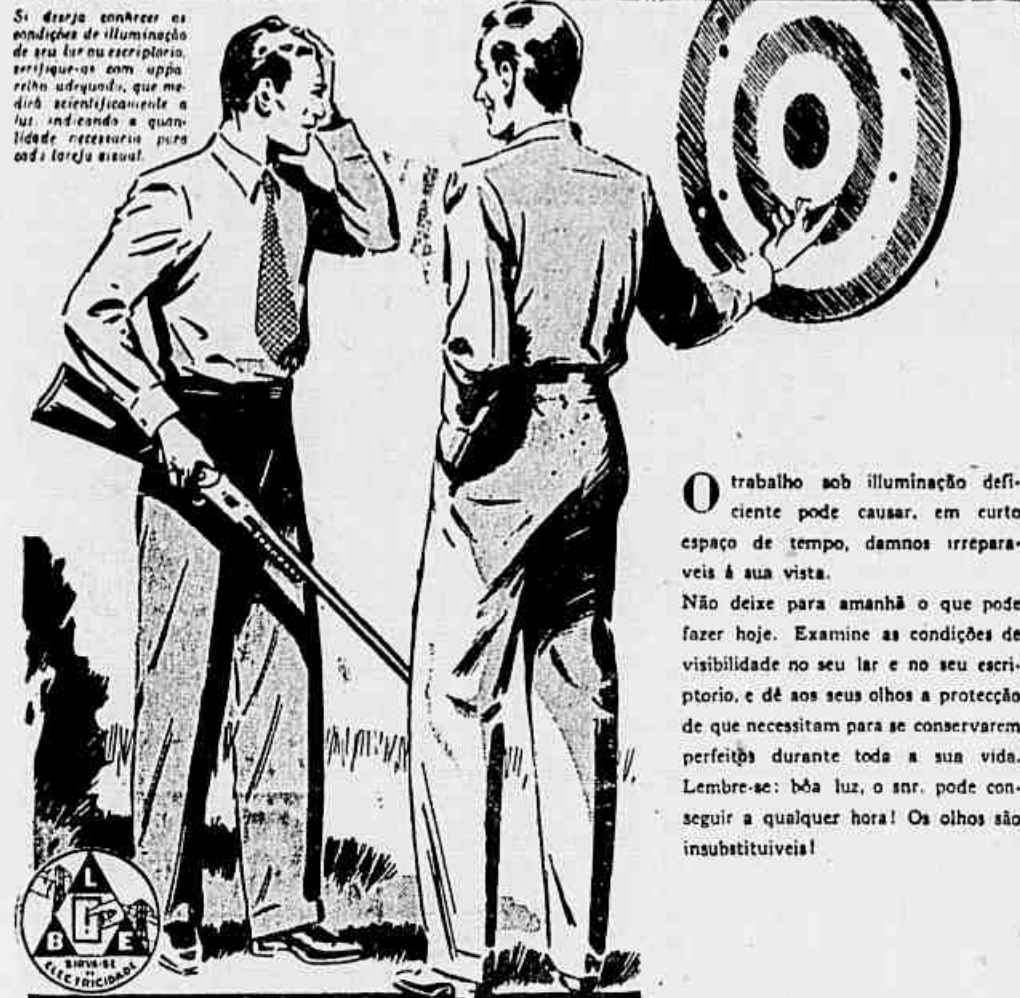 Si deseja conhecer as
condições de illuminação
de seu lar ou escriptorio,
verifique-as com appa
relho adequado, que me-
dirá scientificamente a
luz, indicando a quan-
tidade necessaria para
cada tarefa visual.
O trabalho sob illuminação defi-
ciente pode causar, em curto
espaço de tempo, damnos irrepara-
veis á sua vista.
Não deixe para amanhã o que pode
fazer hoje. Examine as condições de
visibilidade no seu lar e no seu escri-
ptorio, e dê aos seus olhos a protecção
de que necessitam para se conservarem
perfeitos durante toda a sua vida.
Lembre-se: bôa luz, o snr. pode con-
seguir a qualquer hora! Os olhos são
insubstituiveis!
L
B E
SIRVA-SE
DA
ELECTRICIDADE